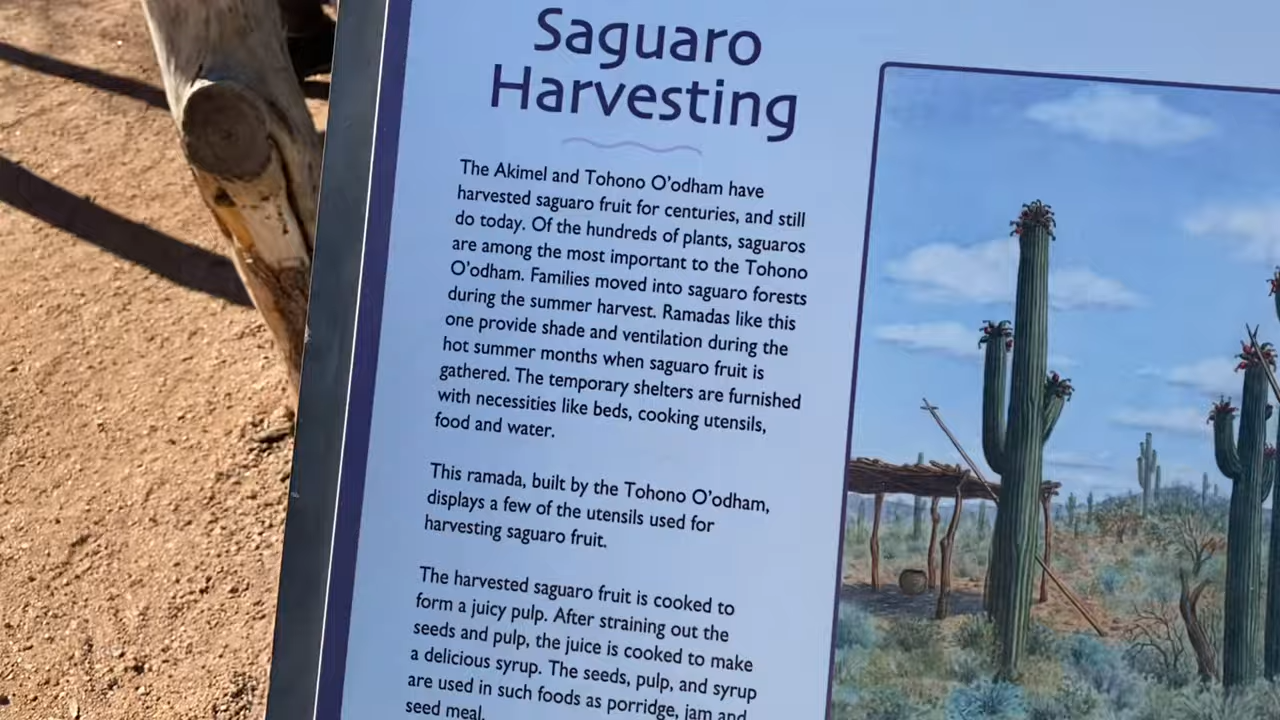 Saguaro
Harvesting
The Akimel and Tohono O'odham have
harvested saguaro fruit for centuries, and still
do today. Of the hundreds of plants, saguaros
are among the most important to the Tohono
O'odham. Families moved into saguaro forests
during the summer harvest. Ramadas like this
one provide shade and ventilation during the
hot summer months when saguaro fruit is
gathered. The temporary shelters are furnished
with necessities like beds, cooking utensils,
food and water.
This ramada, built by the Tohono O'odham,
displays a few of the utensils used for
harvesting saguaro fruit.
The harvested saguaro fruit is cooked to
form a juicy pulp. After straining out the
seeds and pulp, the juice is cooked to make
a delicious syrup. The seeds, pulp, and syrup
are used in such foods as porridge, jam and
seed meal.